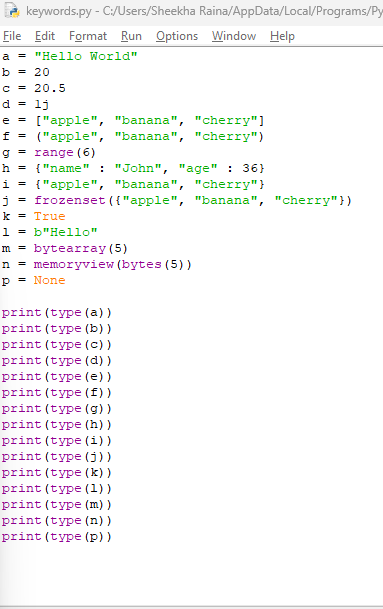 keywords.py - C:/Users/Sheekha Raina/AppData/Local/Programs/Py
File Edit Format Run Options Window Help
a = "Hello World"
b = 20
c = 20.5
d = 1j
e = ["apple", "banana", "cherry"]
f = ("apple", "banana", "cherry")
g = range(6)
h = {"name" : "John", "age" : 36}
i = {"apple", "banana", "cherry"}
j = frozenset({"apple", "banana", "cherry"})
k = True
l = b"Hello"
m = bytearray(5)
n = memoryview(bytes(5))
p = None
print(type(a))
print(type(b))
print(type(c))
print(type(d))
print(type(e))
print(type(f))
print(type(g))
print(type(h))
print(type(i))
print(type(j))
print(type(k))
print(type(l))
print(type(m))
print(type(n))
print(type(p))